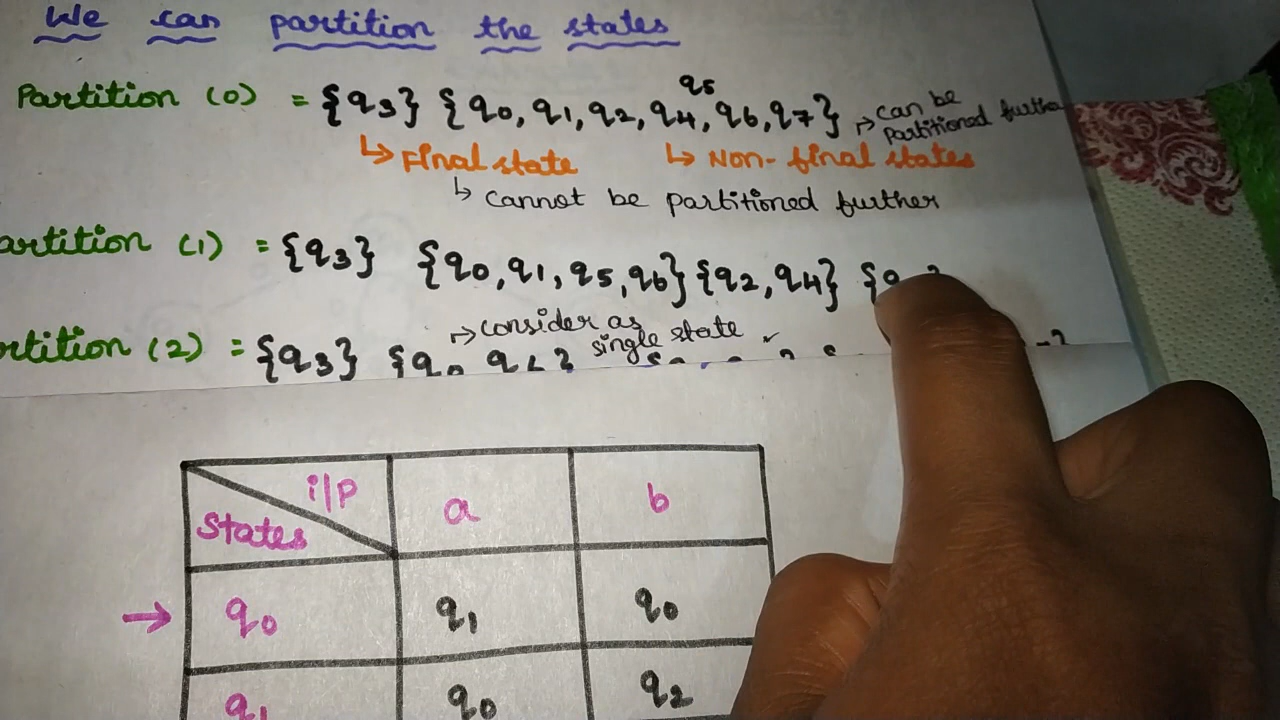 We can partition the states
q5
Partition (0) = {q3} {q0, q1, q2, q4, q6, q7} → can be
partitioned
↳ Final state ↳ Non-final states
↳ cannot be partitioned further
artition (1) = {q3} {q0, q1, q5, q6} {q2, q4}
→ consider as
single state
rtition (2) = {q3}
i/p a b
States
→ q0 q1 q0
q1 q0 q2